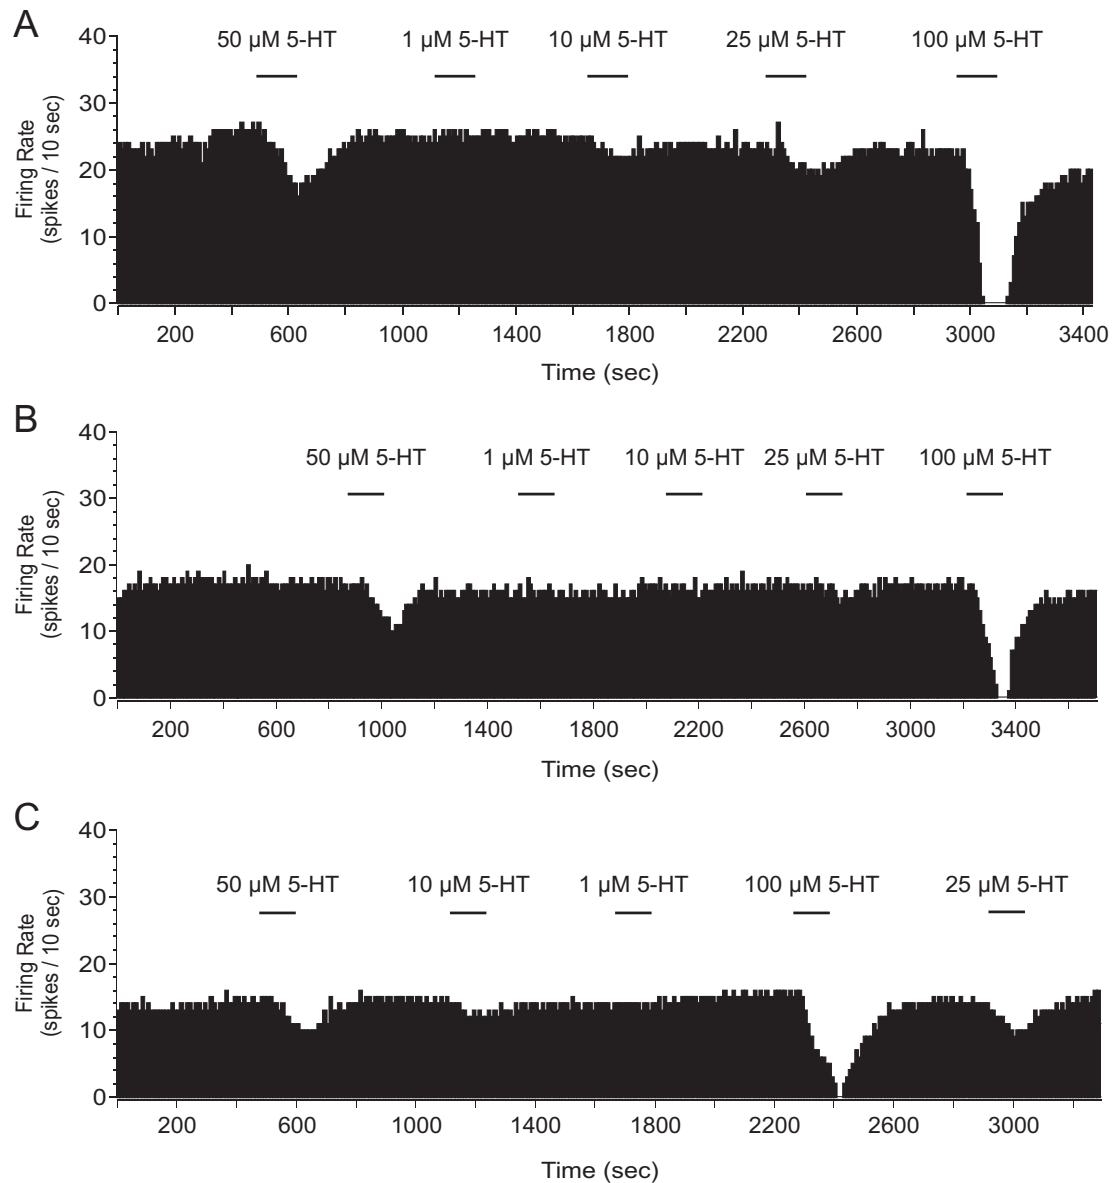 A
50 µM 5-HT 1 µM 5-HT 10 µM 5-HT 25 µM 5-HT 100 µM 5-HT
40
30
20
10
0
Firing Rate
(spikes / 10 sec)
200 600 1000 1400 1800 2200 2600 3000 3400
Time (sec)
B
50 µM 5-HT 1 µM 5-HT 10 µM 5-HT 25 µM 5-HT 100 µM 5-HT
40
30
20
10
0
Firing Rate
(spikes / 10 sec)
200 600 1000 1400 1800 2200 2600 3000 3400
Time (sec)
C
50 µM 5-HT 10 µM 5-HT 1 µM 5-HT 100 µM 5-HT 25 µM 5-HT
40
30
20
10
0
Firing Rate
(spikes / 10 sec)
200 600 1000 1400 1800 2200 2600 3000
Time (sec)